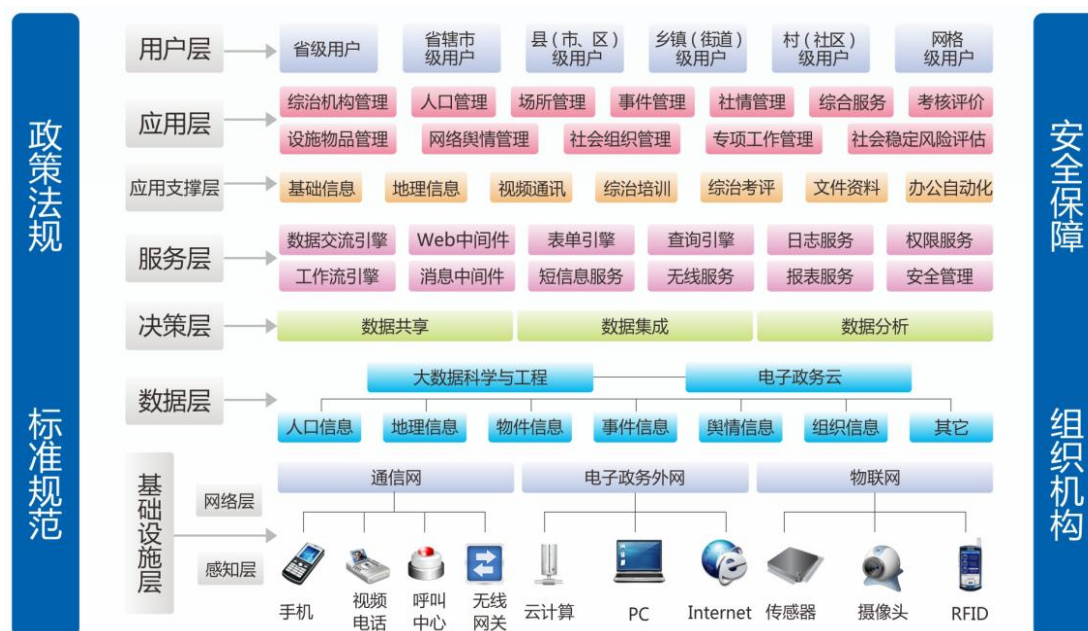 政策法规
标准规范
安全保障
组织机构
用户层
省级用户
省辖市
级用户
县(市、区)
级用户
乡镇(街道)
级用户
村(社区)
级用户
网格
级用户
应用层
综治机构管理 人口管理 场所管理 事件管理 社情管理 综合服务 考核评价
设施物品管理 网络舆情管理 社会组织管理 专项工作管理 社会稳定风险评估
应用支撑层
基础信息 地理信息 视频通讯 综治培训 综治考评 文件资料 办公自动化
服务层
数据交流引擎 Web中间件 表单引擎 查询引擎 日志服务 权限服务
工作流引擎 消息中间件 短信息服务 无线服务 报表服务 安全管理
决策层
数据共享 数据集成 数据分析
数据层
大数据科学与工程 电子政务云
人口信息 地理信息 物件信息 事件信息 舆情信息 组织信息 其它
基础设施层
网络层
感知层
通信网 电子政务外网 物联网
手机
视频
电话
呼叫
中心
无线
网关
云计算
PC
Internet
传感器
摄像头
RFID